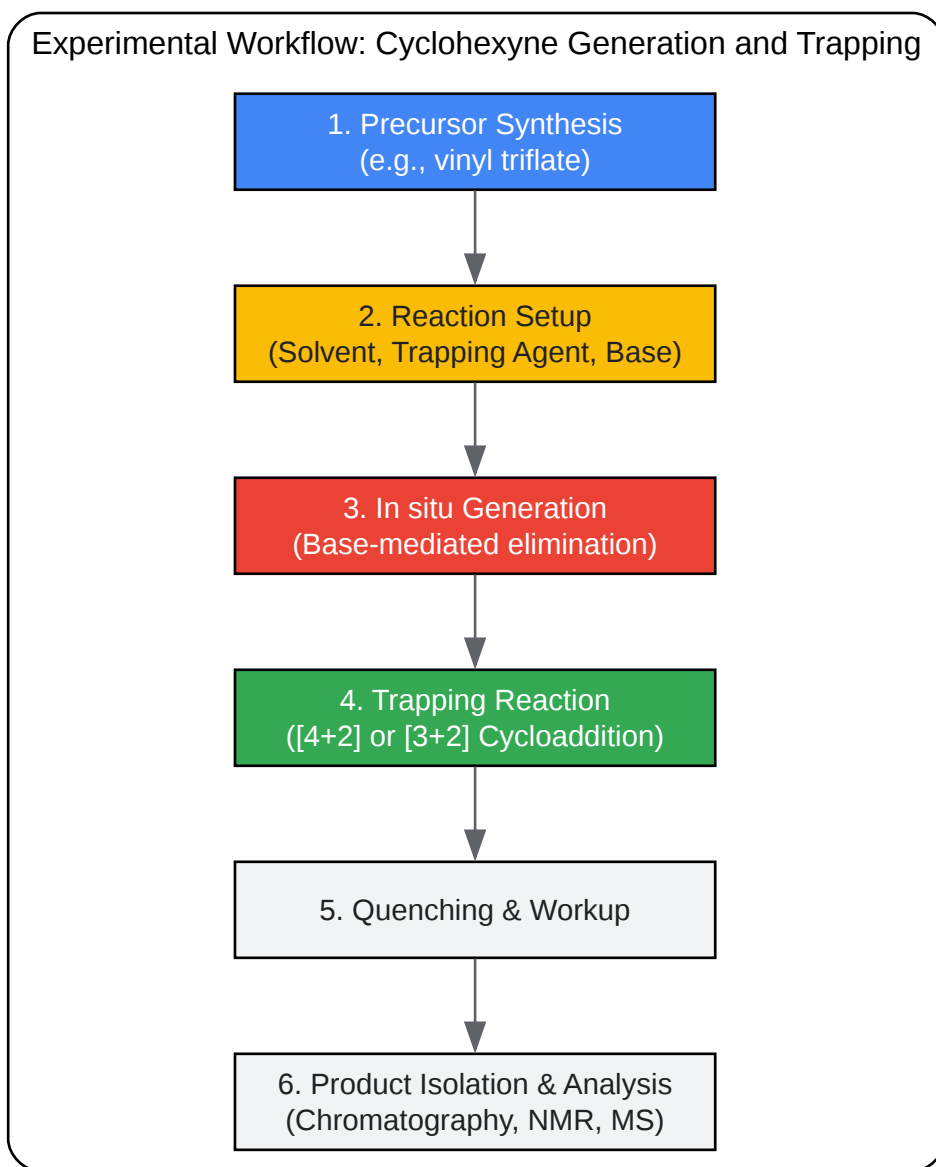 Experimental Workflow: Cyclohexyne Generation and Trapping
1. Precursor Synthesis
(e.g., vinyl triflate)
2. Reaction Setup
(Solvent, Trapping Agent, Base)
3. In situ Generation
(Base-mediated elimination)
4. Trapping Reaction
([4+2] or [3+2] Cycloaddition)
5. Quenching & Workup
6. Product Isolation & Analysis
(Chromatography, NMR, MS)